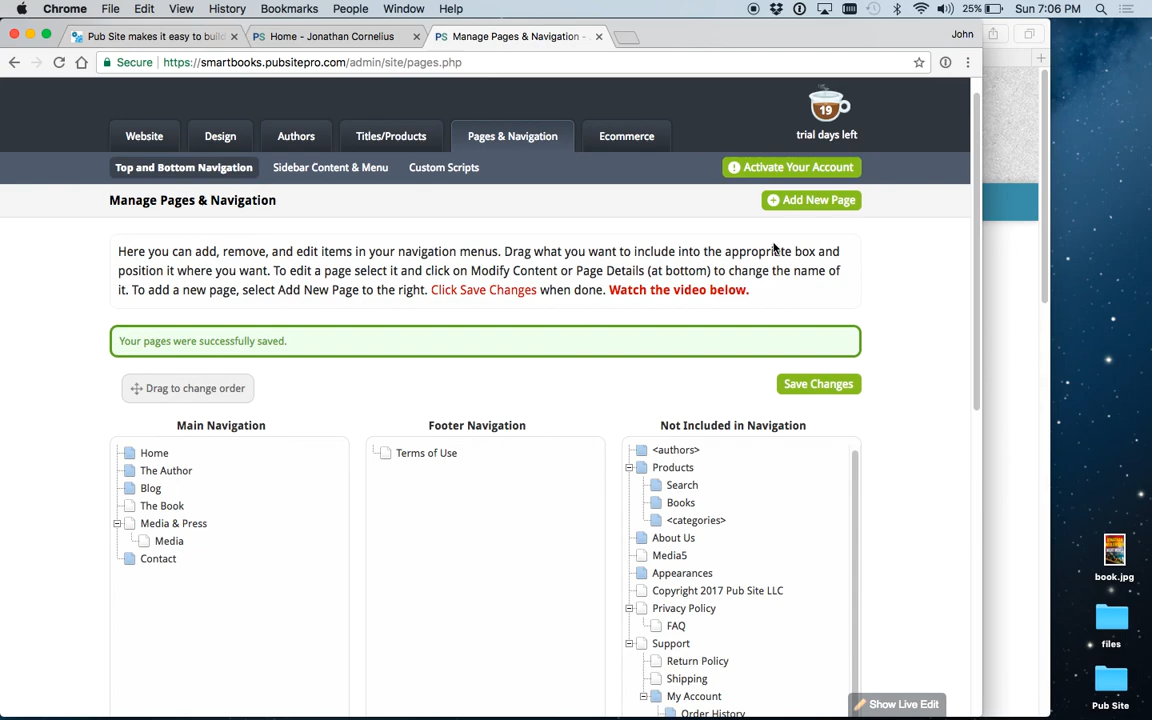 Chrome File Edit View History Bookmarks People Window Help 25% Sun 7:06 PM
Pub Site makes it easy to build Home - Jonathan Cornelius Manage Pages & Navigation - John
Secure https://smartbooks.pubsitepro.com/admin/site/pages.php
19
trial days left
Website Design Authors Titles/Products Pages & Navigation Ecommerce
Top and Bottom Navigation Sidebar Content & Menu Custom Scripts Activate Your Account
Manage Pages & Navigation Add New Page
Here you can add, remove, and edit items in your navigation menus. Drag what you want to include into the appropriate box and
position it where you want. To edit a page select it and click on Modify Content or Page Details (at bottom) to change the name of
it. To add a new page, select Add New Page to the right. Click Save Changes when done. Watch the video below.
Your pages were successfully saved.
Drag to change order Save Changes
Main Navigation
Home
The Author
Blog
The Book
Media & Press
Media
Contact
Footer Navigation
Terms of Use
Not Included in Navigation
<authors>
Products
Search
Books
<categories>
About Us
Media5
Appearances
Copyright 2017 Pub Site LLC
Privacy Policy
FAQ
Support
Return Policy
Shipping
My Account
Order History
Show Live Edit
book.jpg
files
Pub Site